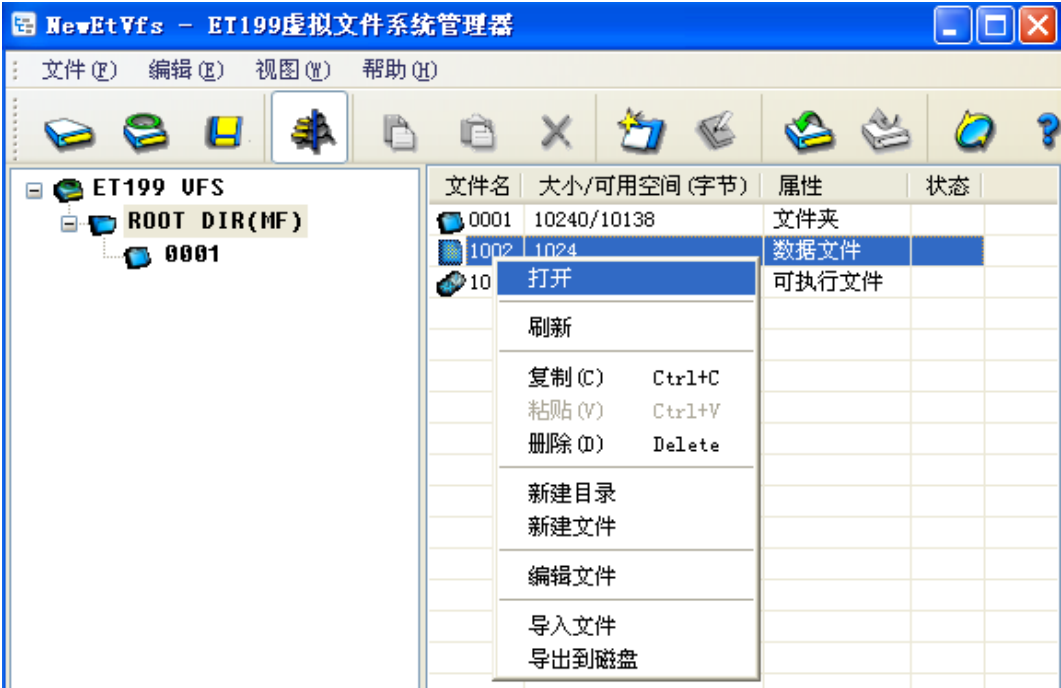 NewEtVfs - ET199虚拟文件系统管理器
文件(F) 编辑(E) 视图(W) 帮助(H)
ET199 VFS
ROOT DIR(MF)
0001
文件名 大小/可用空间(字节) 属性 状态
0001 10240/10138 文件夹
1002 1024 数据文件
10 可执行文件
打开
刷新
复制(C) Ctrl+C
粘贴(V) Ctrl+V
删除(D) Delete
新建目录
新建文件
编辑文件
导入文件
导出到磁盘